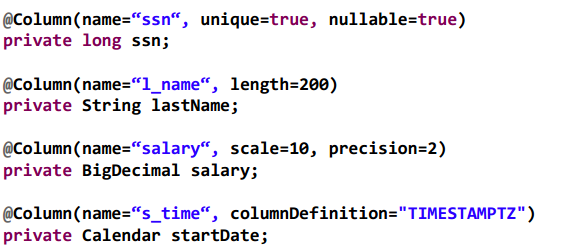 @Column(name=“ssn“, unique=true, nullable=true)
private long ssn;
@Column(name=“l_name“, length=200)
private String lastName;
@Column(name=“salary“, scale=10, precision=2)
private BigDecimal salary;
@Column(name=“s_time“, columnDefinition="TIMESTAMPTZ")
private Calendar startDate;